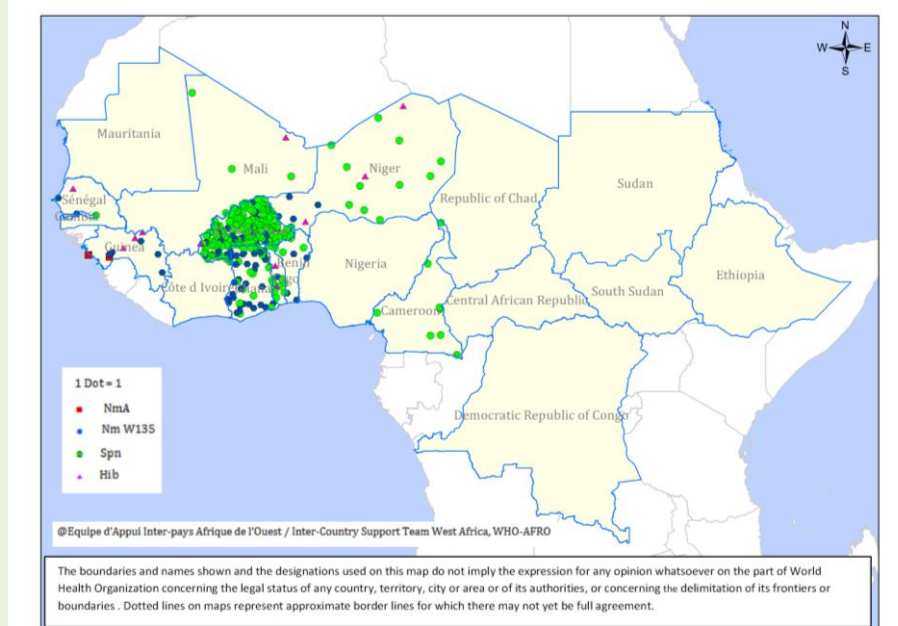 N
W E
S
Mauritania
Mali
Niger
Sudan
Sénégal
Republic of Chad
Guinea
Nigeria
Benin
Ethiopia
Côte d Ivoire
Central African Republic
South Sudan
Cameroon
Democratic Republic of Congo
1 Dot = 1
NmA
Nm W135
Spn
Hib
@Equipe d'Appui Inter-pays Afrique de l'Ouest / Inter-Country Support Team West Africa, WHO-AFRO
The boundaries and names shown and the designations used on this map do not imply the expression for any opinion whatsoever on the part of World
Health Organization concerning the legal status of any country, territory, city or area or of its authorities, or concerning the delimitation of its frontiers or
boundaries . Dotted lines on maps represent approximate border lines for which there may not yet be full agreement.